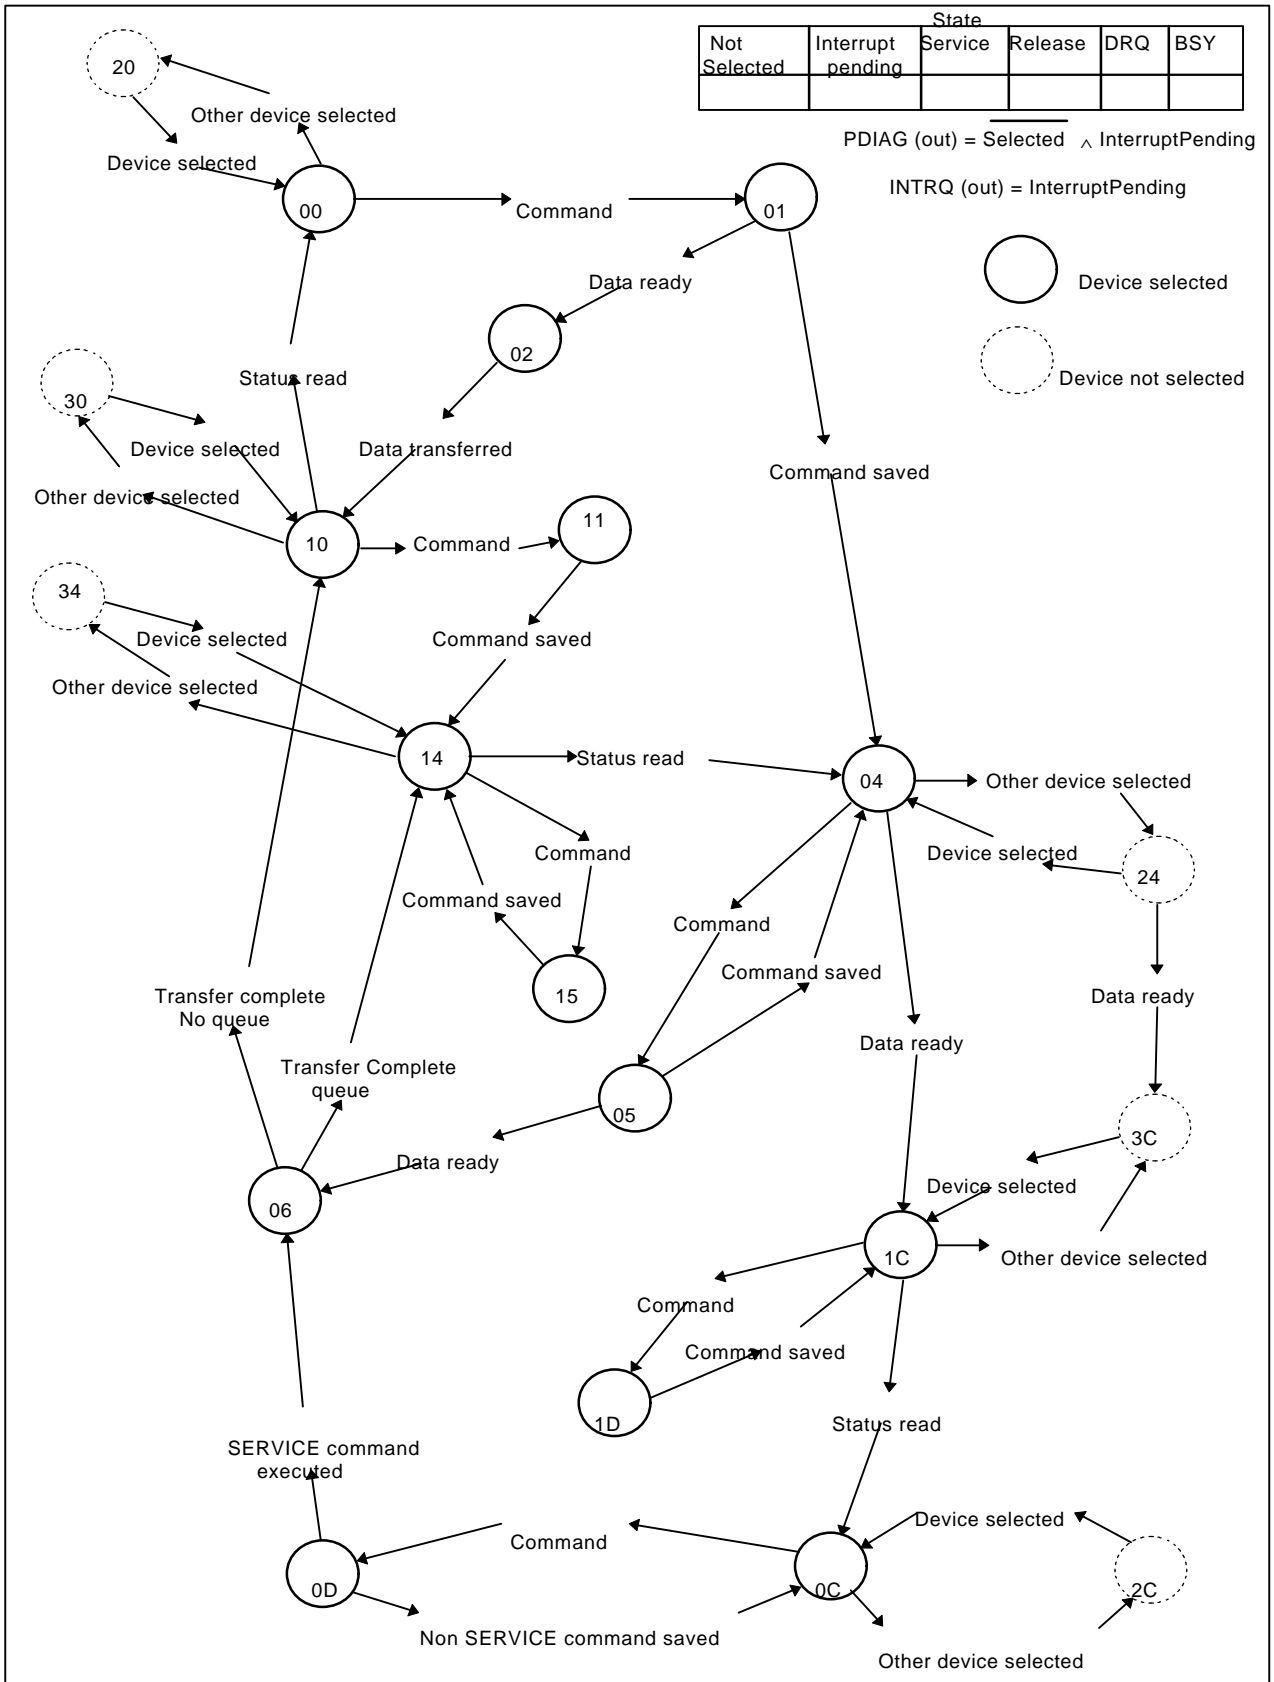 State
Not Selected
Interrupt pending
Service
Release
DRQ
BSY
PDIAG (out) = Selected ∧ InterruptPending
INTRQ (out) = InterruptPending
Device selected
Device not selected
20
Other device selected
Device selected
00
Command
01
Data ready
02
Status read
30
Device selected
Data transferred
Other device selected
Command saved
10
Command
11
34
Device selected
Command saved
Other device selected
14
Status read
04
Other device selected
Command
Device selected
24
Command saved
Command
Command saved
15
Transfer complete
No queue
Data ready
Data ready
Transfer Complete
queue
05
3C
Data ready
Device selected
06
1C
Other device selected
Command
Command saved
1D
Status read
SERVICE command
executed
Device selected
Command
0D
0C
2C
Non SERVICE command saved
Other device selected